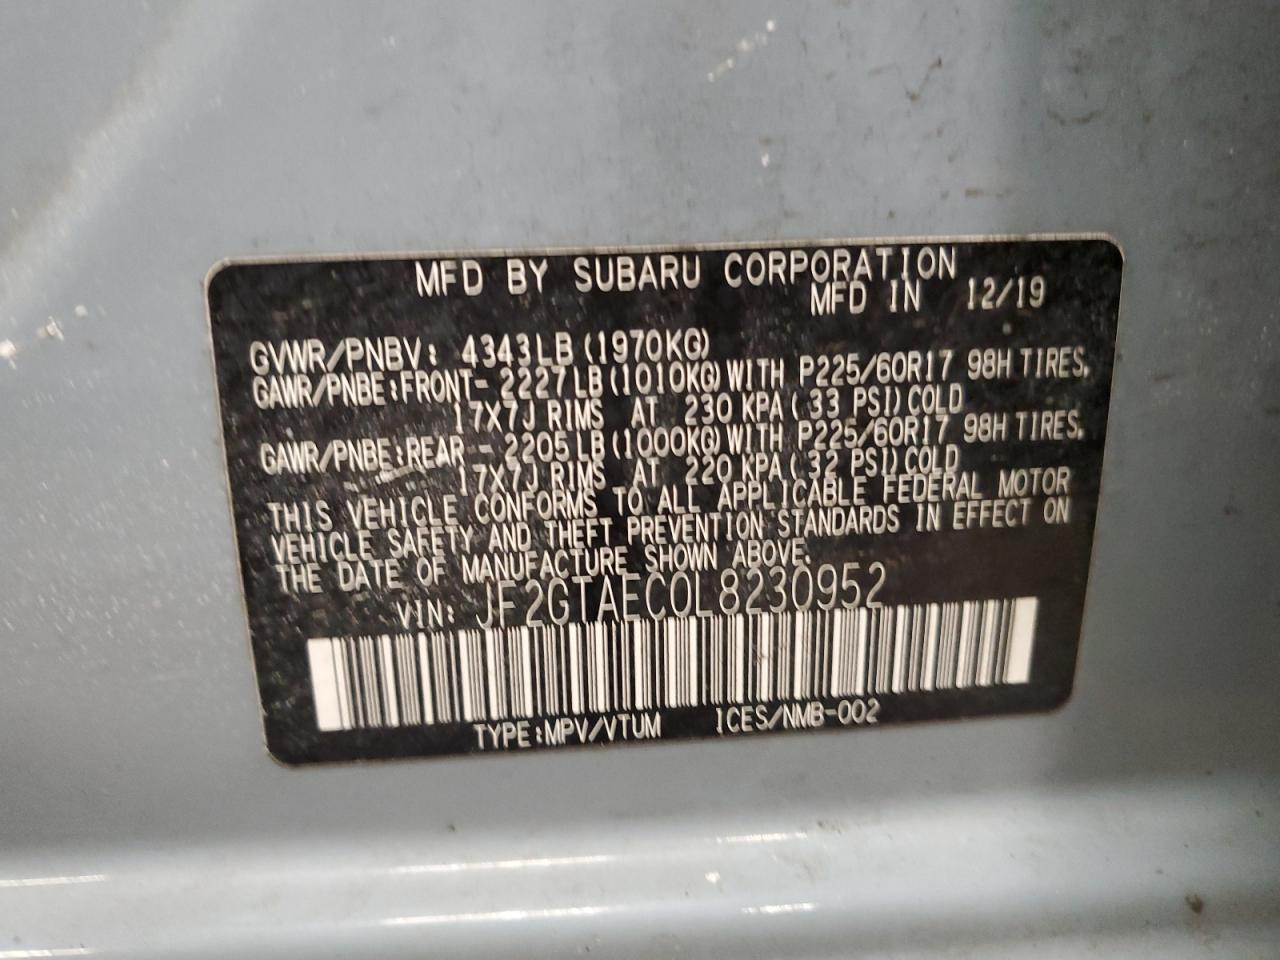 MFD BY SUBARU CORPORATION
MFD IN 12/19
GVWR/PNBV: 4343LB(1970KG)
GAWR/PNBE:FRONT- 2227LB(1010KG)WITH P225/60R17 98H TIRES,
17X7J RIMS AT 230 KPA( 33 PSI)COLD
GAWR/PNBE:REAR - 2205LB(1000KG)WITH P225/60R17 98H TIRES,
17X7J RIMS AT 220 KPA( 32 PSI)COLD
THIS VEHICLE CONFORMS TO ALL APPLICABLE FEDERAL MOTOR
VEHICLE SAFETY AND THEFT PREVENTION STANDARDS IN EFFECT ON
THE DATE OF MANUFACTURE SHOWN ABOVE.
VIN: JF2GTAEC0L8230952
TYPE:MPV/VTUM ICES/NMB-002